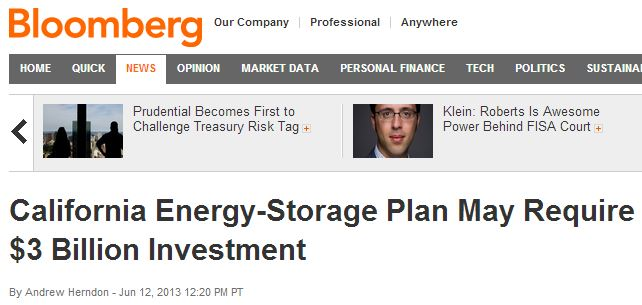 Bloomberg Our Company | Professional | Anywhere
HOME QUICK NEWS OPINION MARKET DATA PERSONAL FINANCE TECH POLITICS SUSTAINA
Prudential Becomes First to
Challenge Treasury Risk Tag +
Klein: Roberts Is Awesome
Power Behind FISA Court +
California Energy-Storage Plan May Require
$3 Billion Investment
By Andrew Herndon - Jun 12, 2013 12:20 PM PT